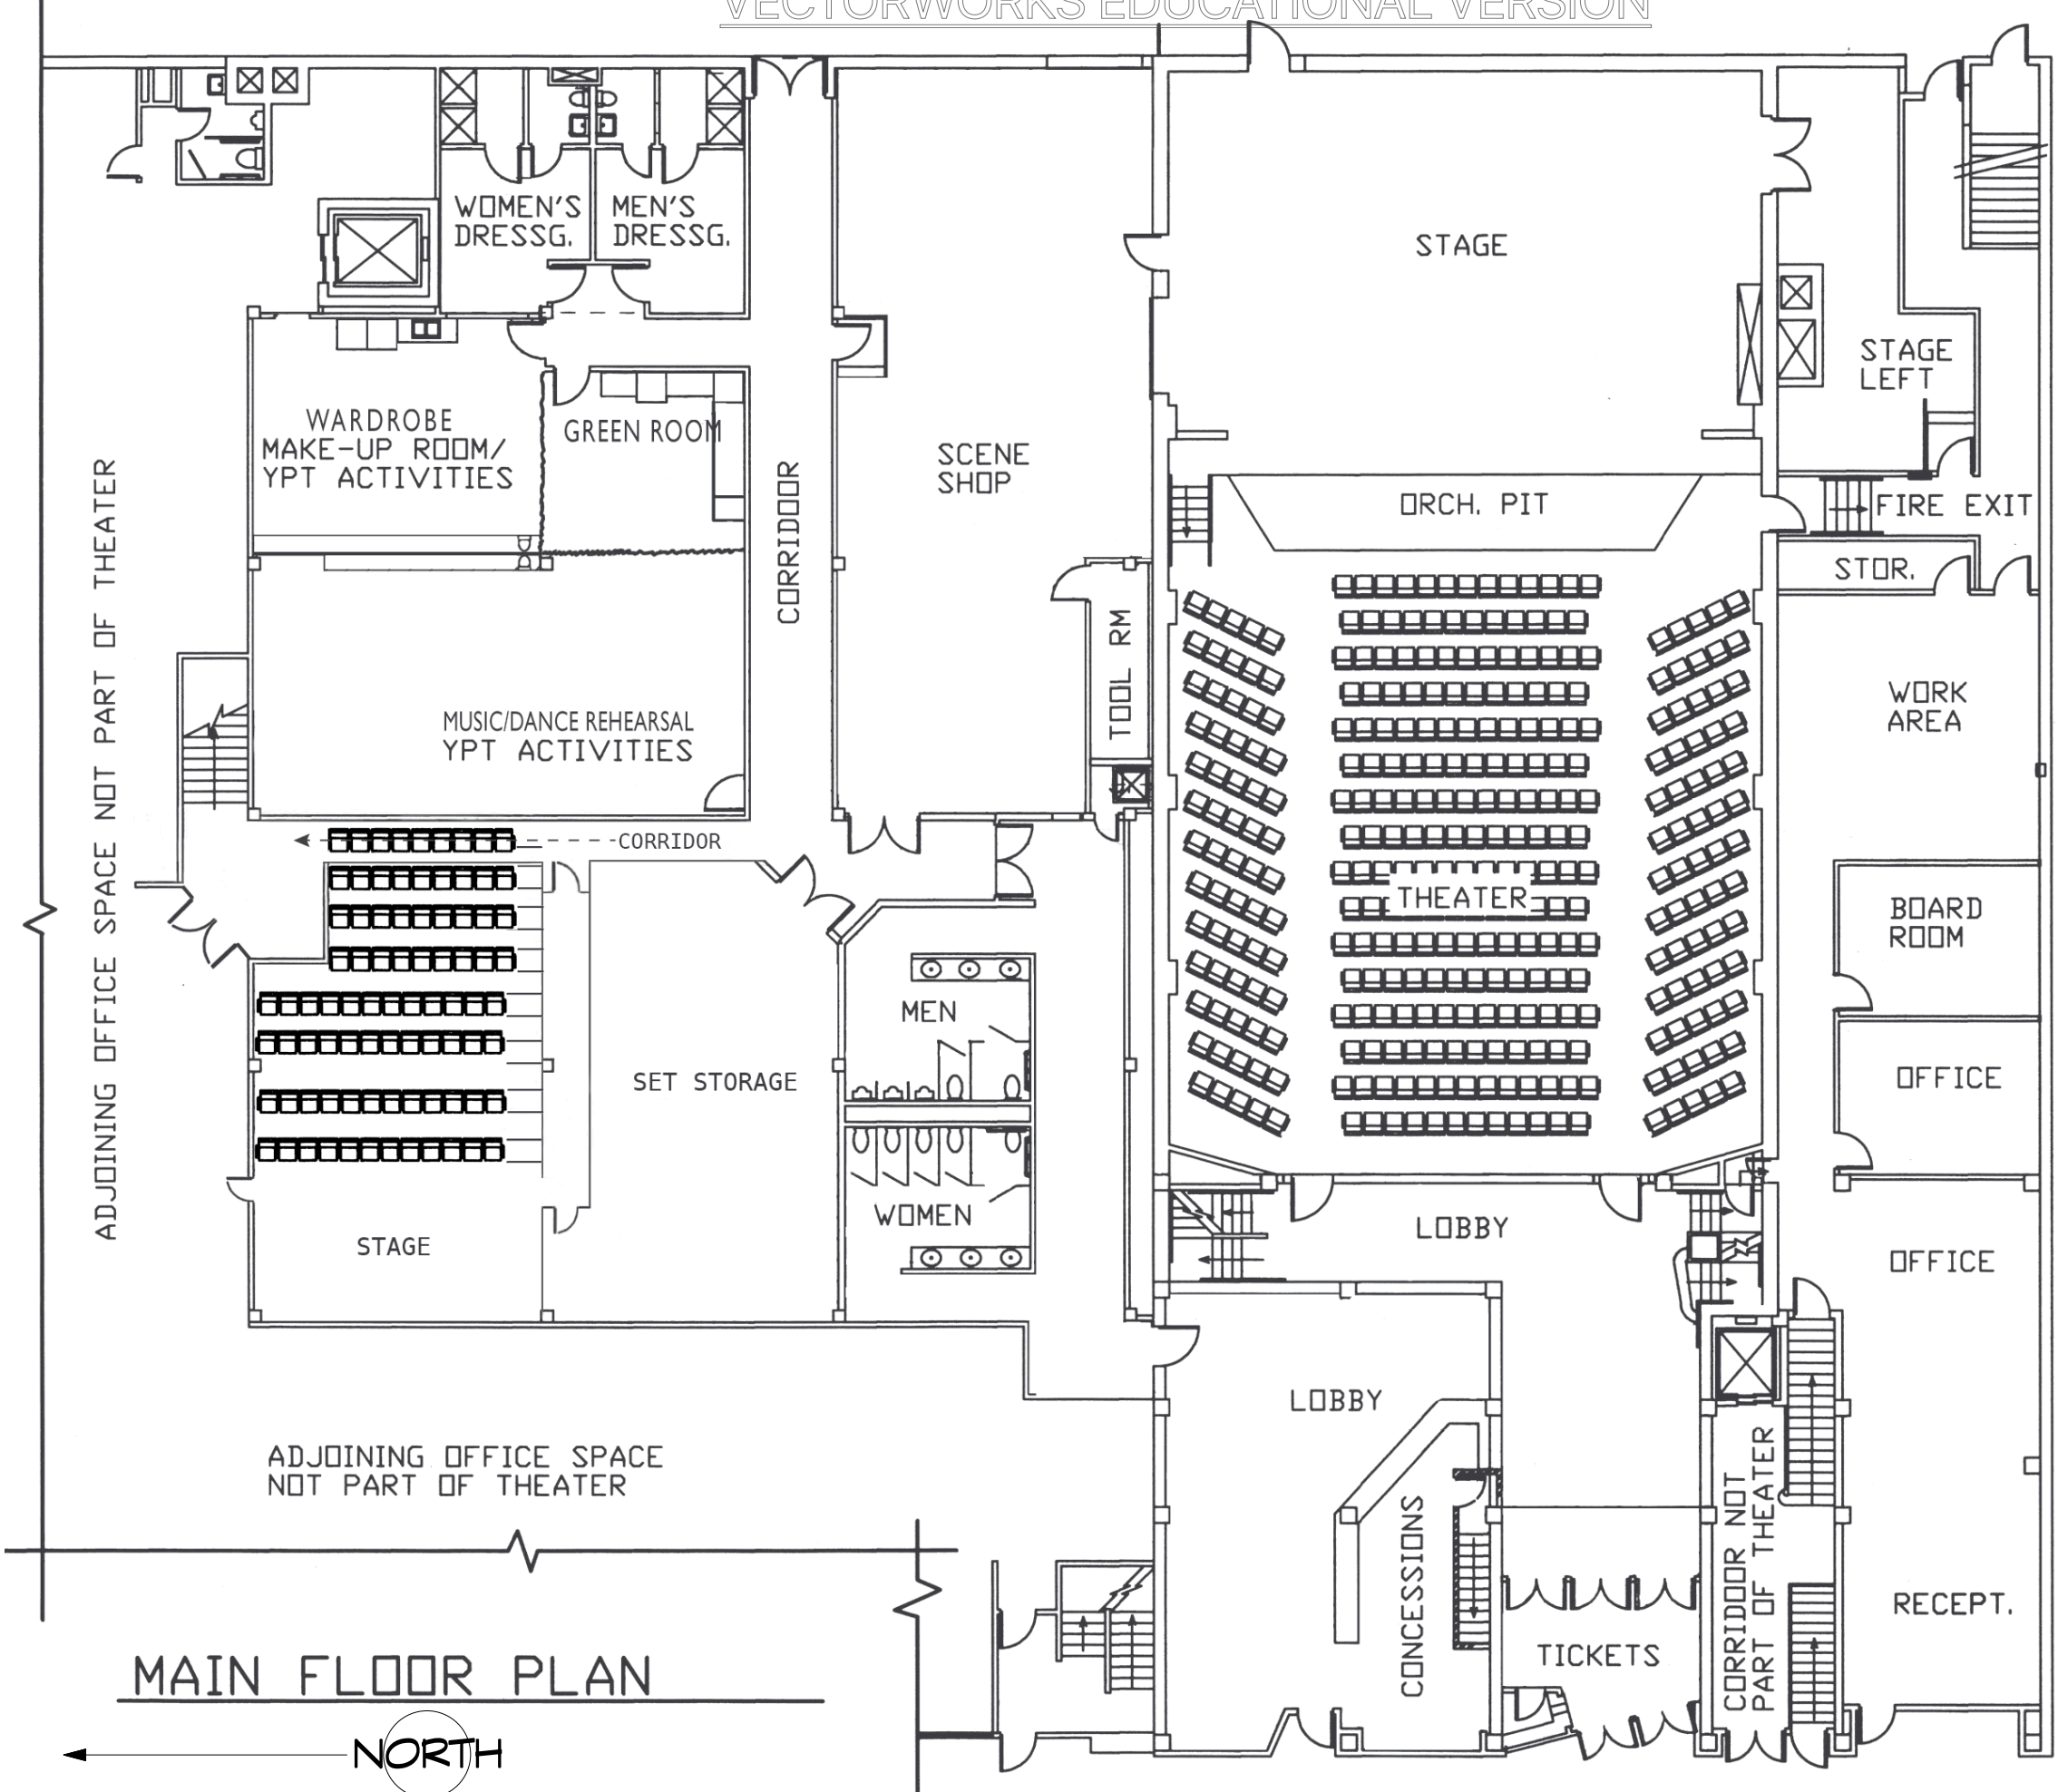 VECTORWORKS EDUCATIONAL VERSION
WOMEN'S
DRESSG.
MEN'S
DRESSG.
STAGE
STAGE
LEFT
WARDROBE
MAKE-UP ROOM/
YPT ACTIVITIES
GREEN ROOM
CORRIDOR
SCENE
SHOP
ORCH. PIT
FIRE EXIT
STOR.
ADJOINING OFFICE SPACE NOT PART OF THEATER
TOOL RM
WORK
AREA
MUSIC/DANCE REHEARSAL
YPT ACTIVITIES
CORRIDOR
THEATER
BOARD
ROOM
MEN
SET STORAGE
OFFICE
WOMEN
STAGE
LOBBY
OFFICE
LOBBY
ADJOINING OFFICE SPACE
NOT PART OF THEATER
CONCESSIONS
CORRIDOR NOT
PART OF THEATER
RECEPT.
TICKETS
MAIN FLOOR PLAN
NORTH